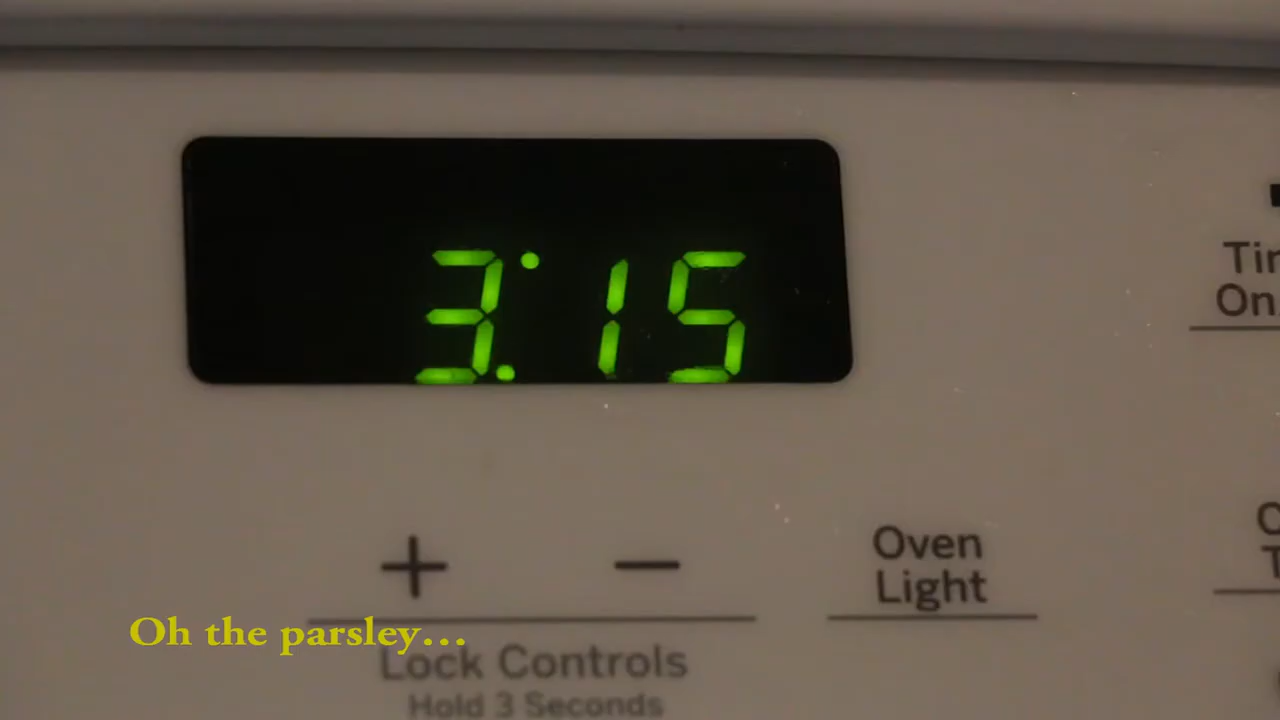 3:15
+ -
Oven
Light
Oh the parsley...
Lock Controls
Hold 3 Seconds